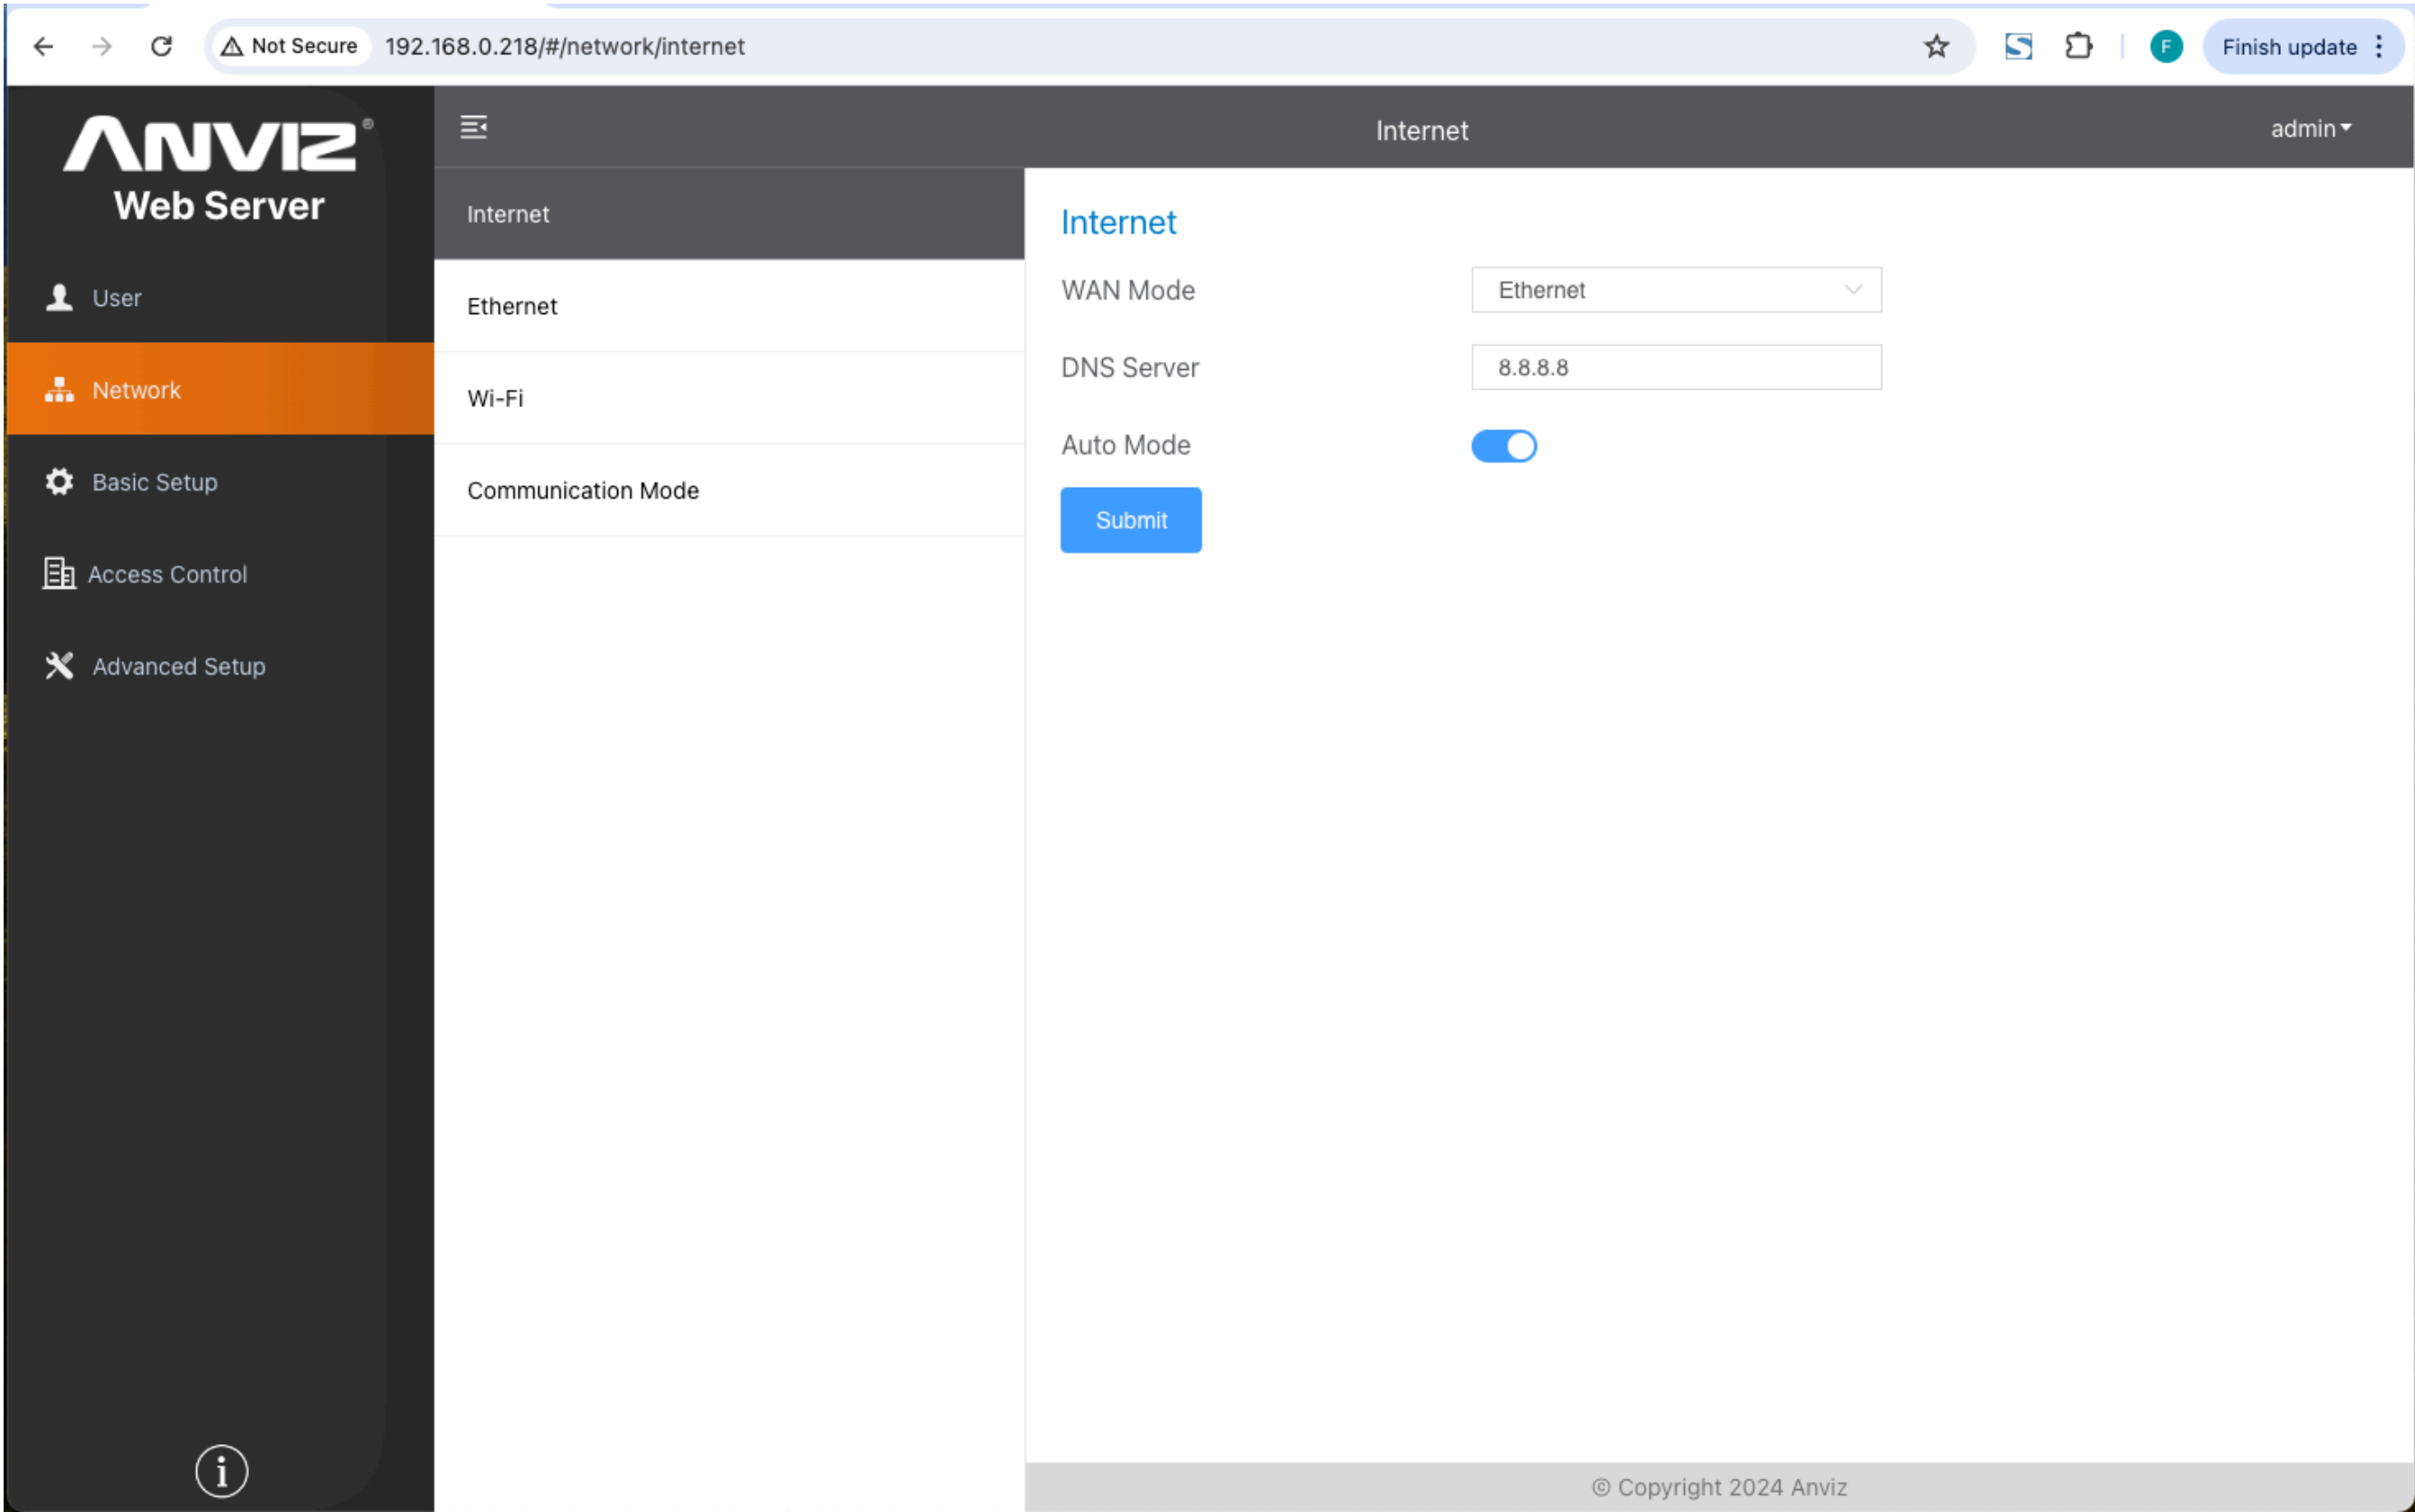 Not Secure
192.168.0.218/#/network/internet
F
Finish update
ANVIZ®
Web Server
Internet
admin
User
Network
Basic Setup
Access Control
Advanced Setup
Internet
Ethernet
Wi-Fi
Communication Mode
Internet
WAN Mode
Ethernet
DNS Server
8.8.8.8
Auto Mode
Submit
© Copyright 2024 Anviz